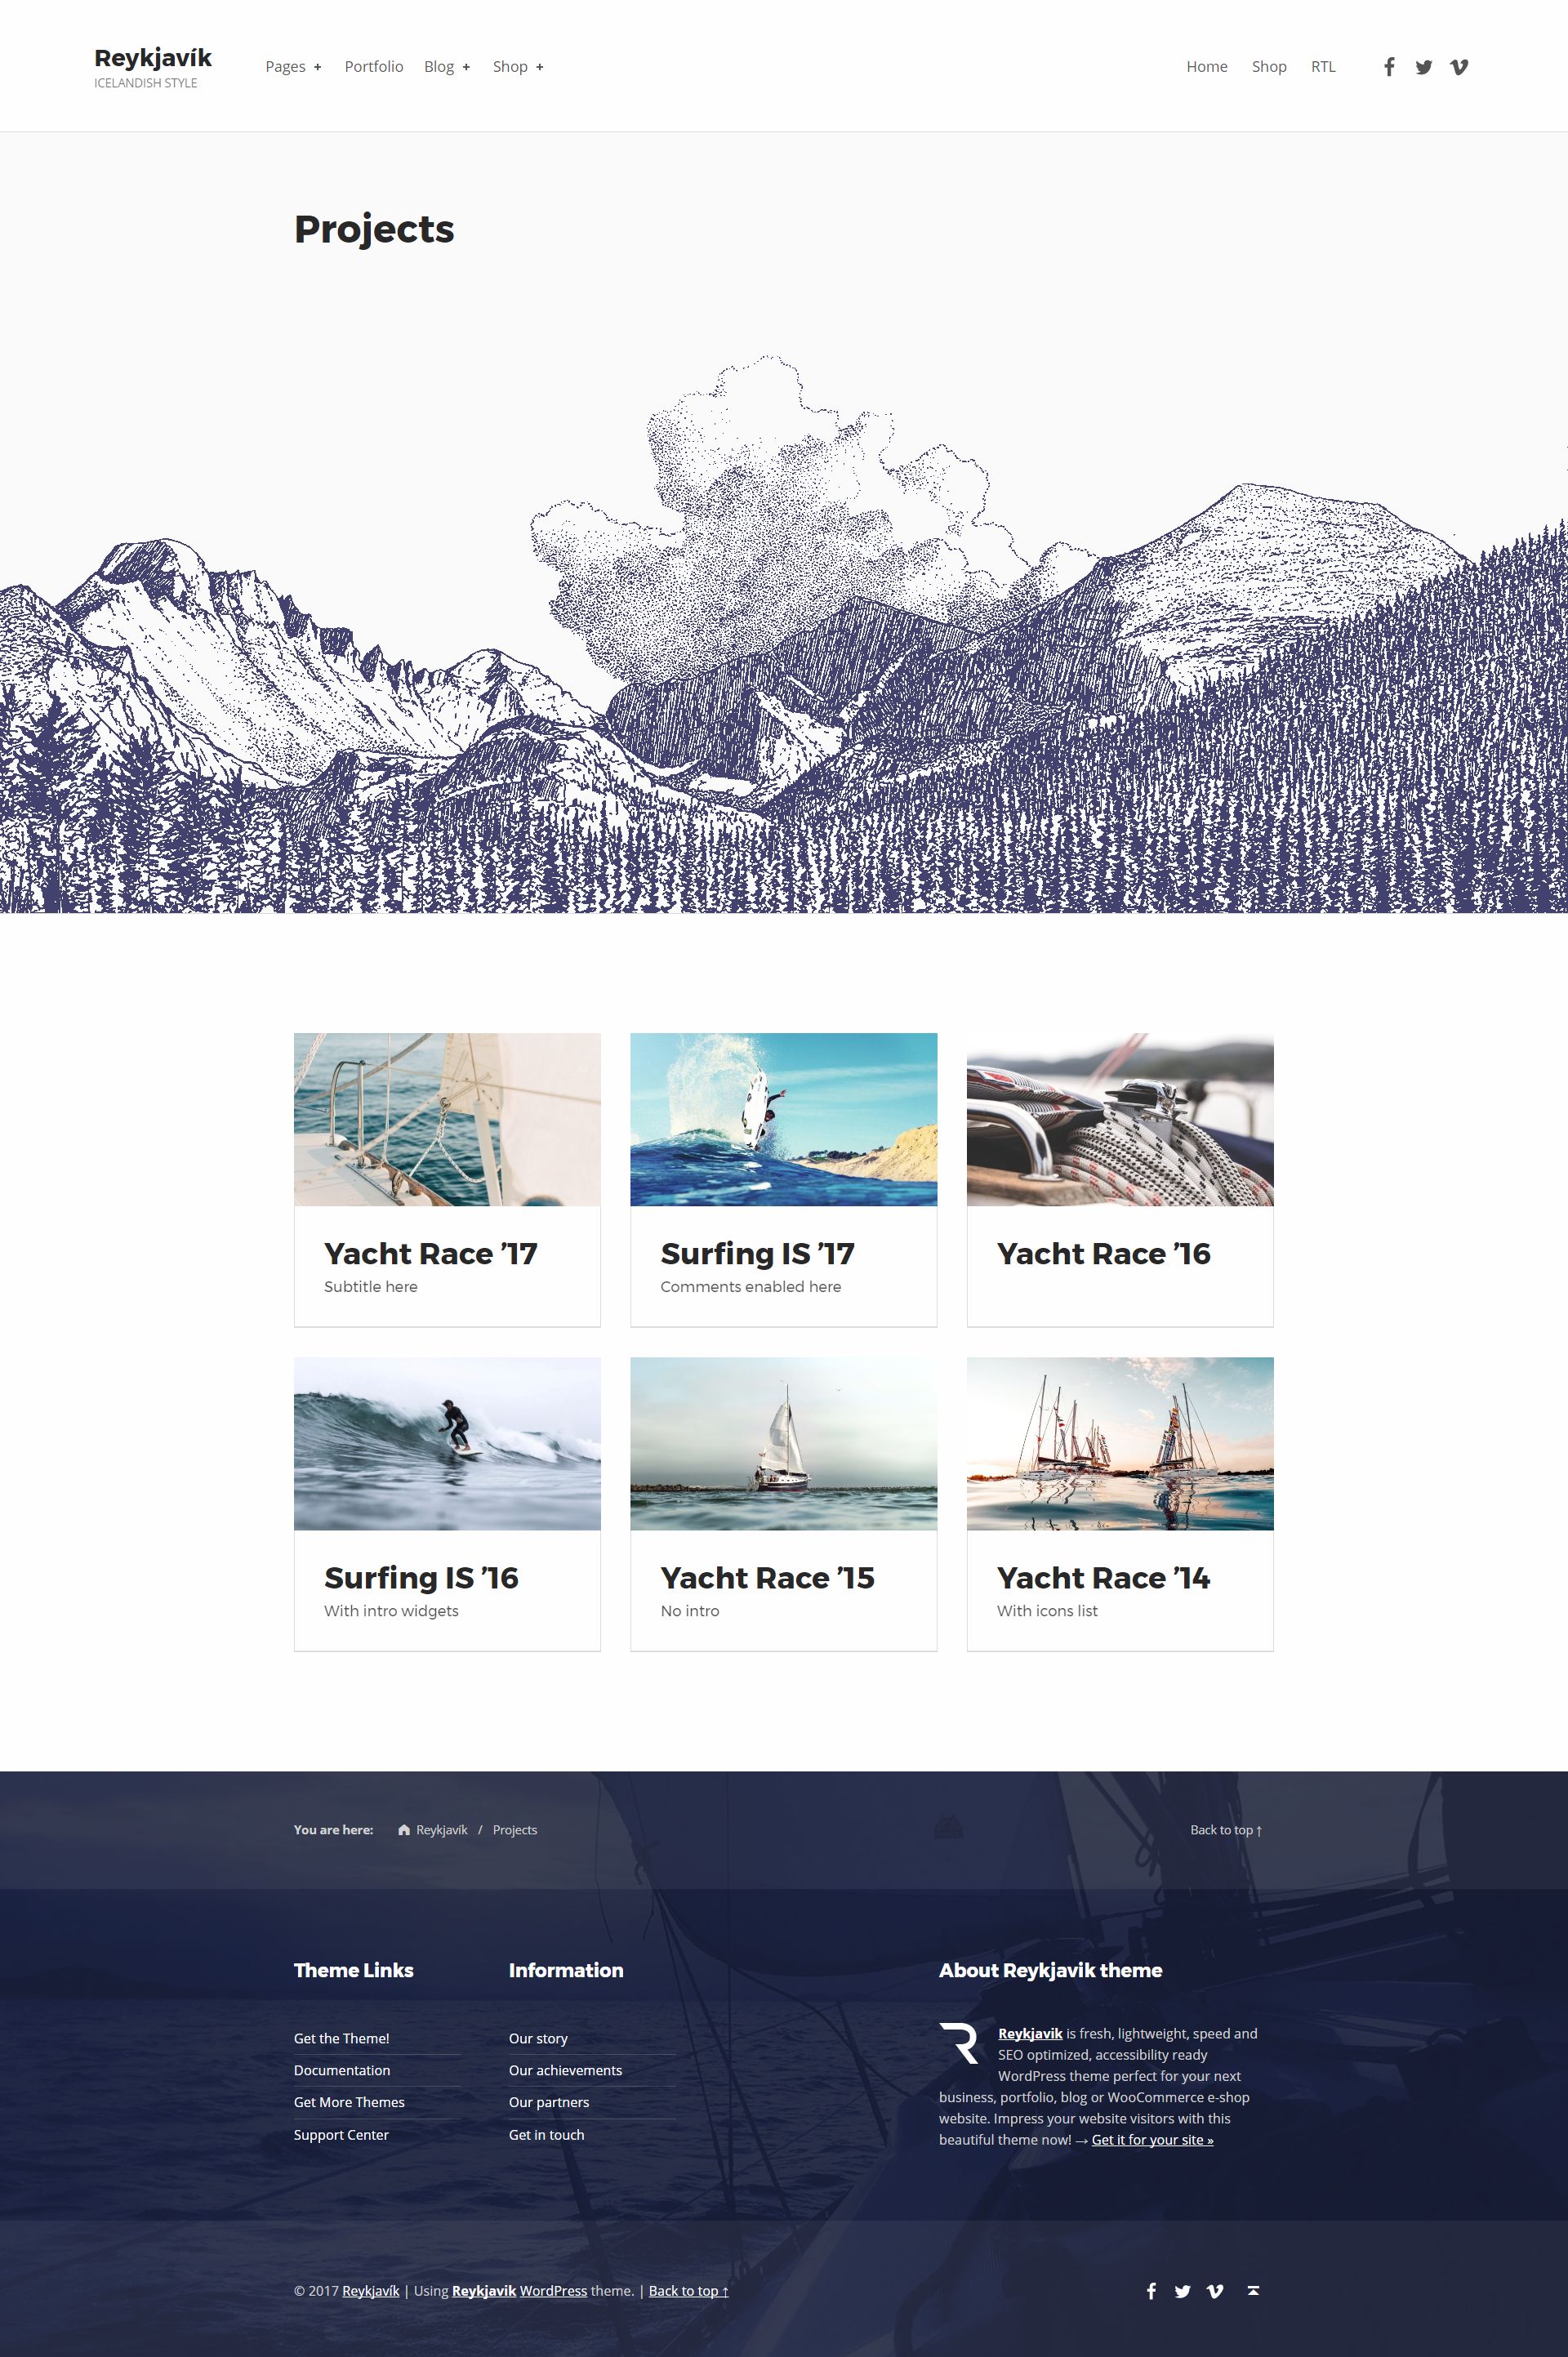 Reykjavík
ICELANDISH STYLE
Pages +
Portfolio
Blog +
Shop +
Home
Shop
RTL
Projects
Yacht Race ’17
Subtitle here
Surfing IS ’17
Comments enabled here
Yacht Race ’16
Surfing IS ’16
With intro widgets
Yacht Race ’15
No intro
Yacht Race ’14
With icons list
You are here: Reykjavík / Projects
Back to top ↑
Theme Links
Get the Theme!
Documentation
Get More Themes
Support Center
Information
Our story
Our achievements
Our partners
Get in touch
About Reykjavik theme
Reykjavik is fresh, lightweight, speed and
SEO optimized, accessibility ready
WordPress theme perfect for your next
business, portfolio, blog or WooCommerce e-shop
website. Impress your website visitors with this
beautiful theme now! → Get it for your site »
© 2017 Reykjavík | Using Reykjavik WordPress theme. | Back to top ↑